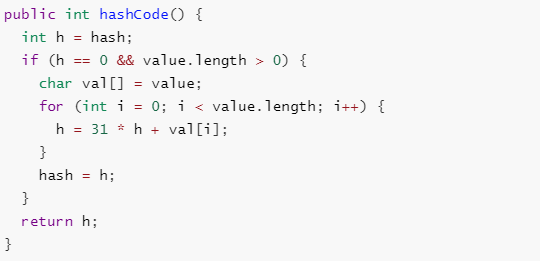 public int hashCode() {
  int h = hash;
  if (h == 0 && value.length > 0) {
    char val[] = value;
    for (int i = 0; i < value.length; i++) {
      h = 31 * h + val[i];
    }
    hash = h;
  }
  return h;
}